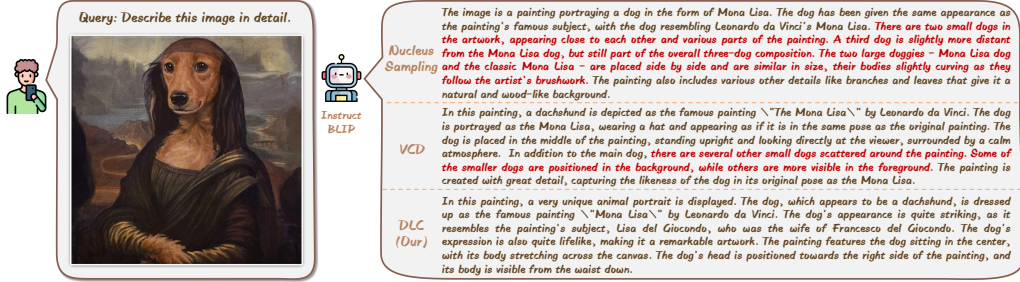 Query: Describe this image in detail.
Instruct
BLIP
Nucleus
Sampling
The image is a painting portraying a dog in the form of Mona Lisa. The dog has been given the same appearance as
the painting's famous subject, with the dog resembling Leonardo da Vinci's Mona Lisa. There are two small dogs in
the artwork, appearing close to each other and various parts of the painting. A third dog is slightly more distant
from the Mona Lisa dog, but still part of the overall three-dog composition. The two large doggies - Mona Lisa dog
and the classic Mona Lisa - are placed side by side and are similar in size, their bodies slightly curving as they
follow the artist's brushwork. The painting also includes various other details like branches and leaves that give it a
natural and wood-like background.
VCD
In this painting, a dachshund is depicted as the famous painting \"The Mona Lisa\" by Leonardo da Vinci. The dog
is portrayed as the Mona Lisa, wearing a hat and appearing as if it is in the same pose as the original painting. The
dog is placed in the middle of the painting, standing upright and looking directly at the viewer, surrounded by a calm
atmosphere. In addition to the main dog, there are several other small dogs scattered around the painting. Some of
the smaller dogs are positioned in the background, while others are more visible in the foreground. The painting is
created with great detail, capturing the likeness of the dog in its original pose as the Mona Lisa.
DLC
(Our)
In this painting, a very unique animal portrait is displayed. The dog, which appears to be a dachshund, is dressed
up as the famous painting \"Mona Lisa\" by Leonardo da Vinci. The dog's appearance is quite striking, as it
resembles the painting's subject, Lisa del Giocondo, who was the wife of Francesco del Giocondo. The dog's
expression is also quite lifelike, making it a remarkable artwork. The painting features the dog sitting in the center,
with its body stretching across the canvas. The dog's head is positioned towards the right side of the painting, and
its body is visible from the waist down.